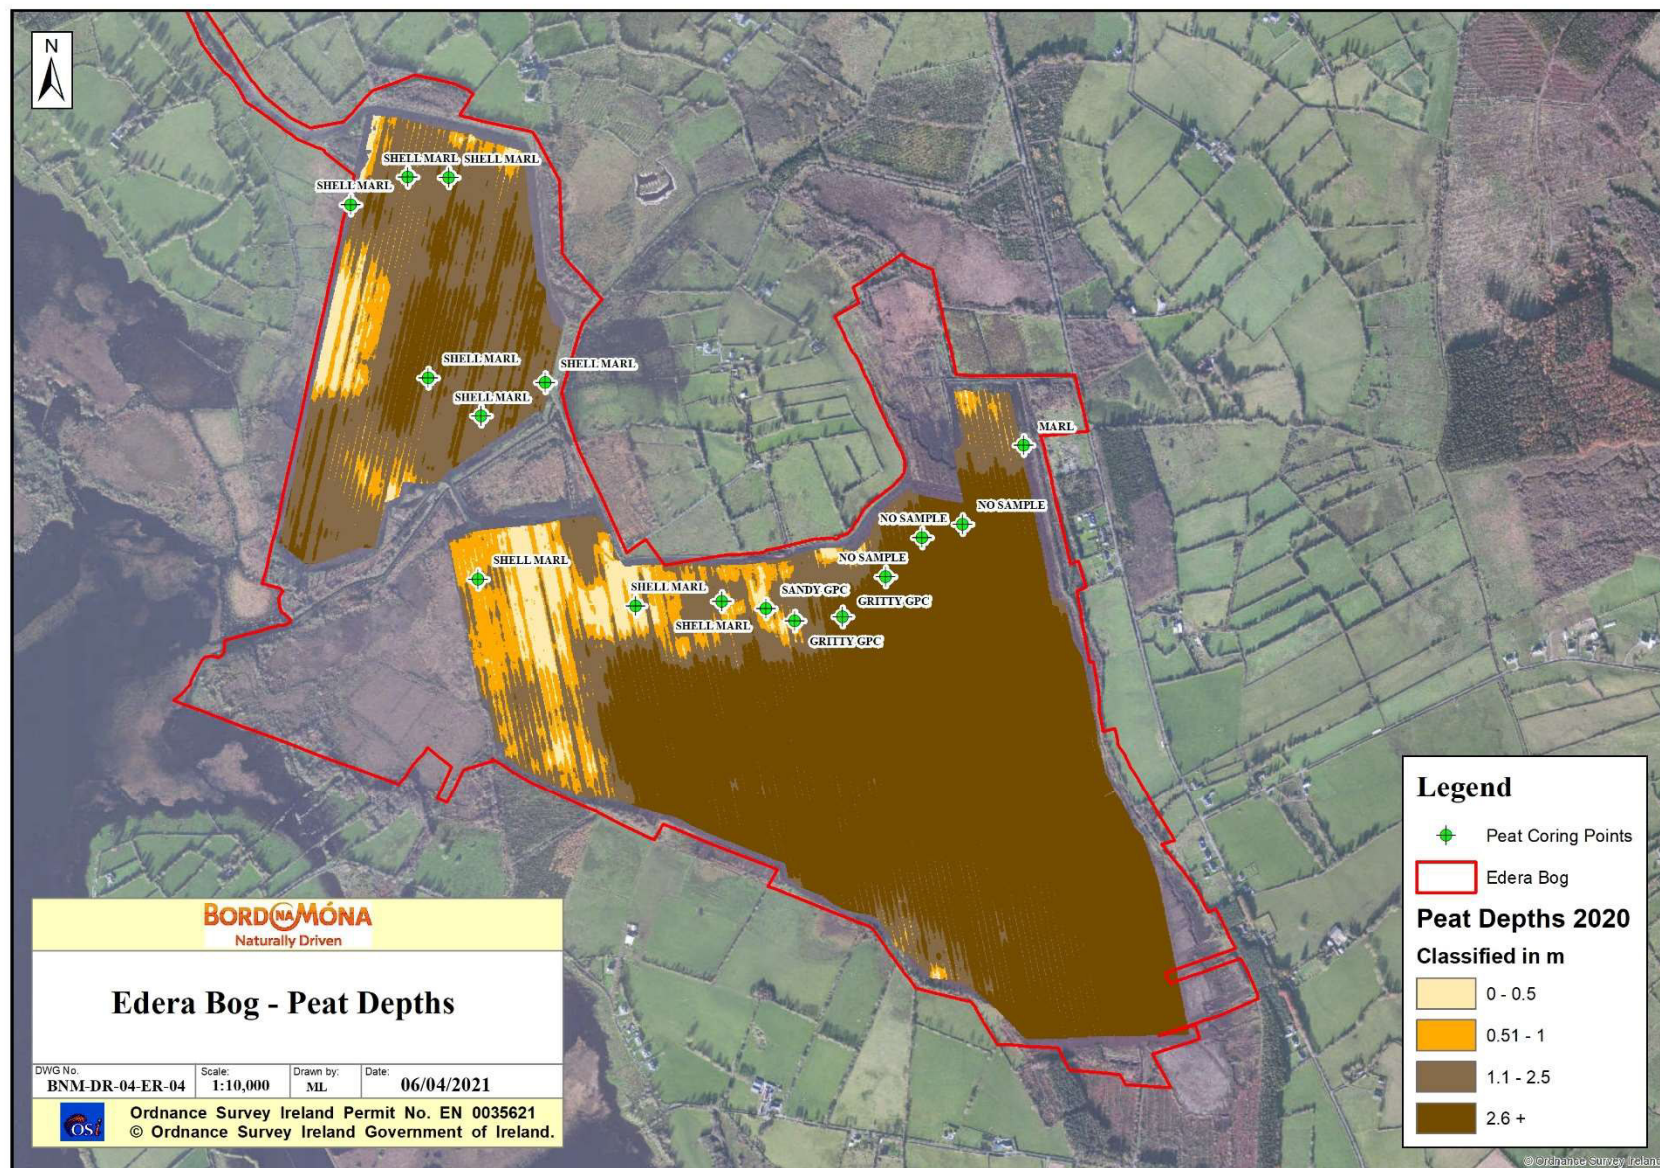 N
SHELL MARL
SHELL MARL
SHELL MARL
SHELL MARL
SHELL MARL
SHELL MARL
MARL
NO SAMPLE
NO SAMPLE
NO SAMPLE
SHELL MARL
SHELL MARL
SANDY GPC
GRITTY GPC
SHELL MARL
GRITTY GPC
Legend
Peat Coring Points
Edera Bog
Peat Depths 2020
Classified in m
0 - 0.5
0.51 - 1
1.1 - 2.5
2.6 +
BORD NA MÓNA
Naturally Driven
Edera Bog - Peat Depths
DWG No. Scale: Drawn by: Date:
BNM-DR-04-ER-04 1:10,000 ML 06/04/2021
OSi
Ordnance Survey Ireland Permit No. EN 0035621
© Ordnance Survey Ireland Government of Ireland.
© Ordnance Survey Ireland